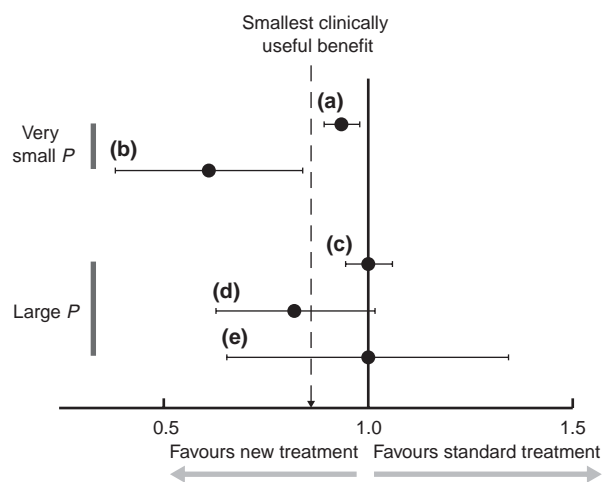 Smallest clinically
useful benefit
(a)
Very
small P
(b)
(c)
(d)
Large P
(e)
0.5 1.0 1.5
Favours new treatment Favours standard treatment